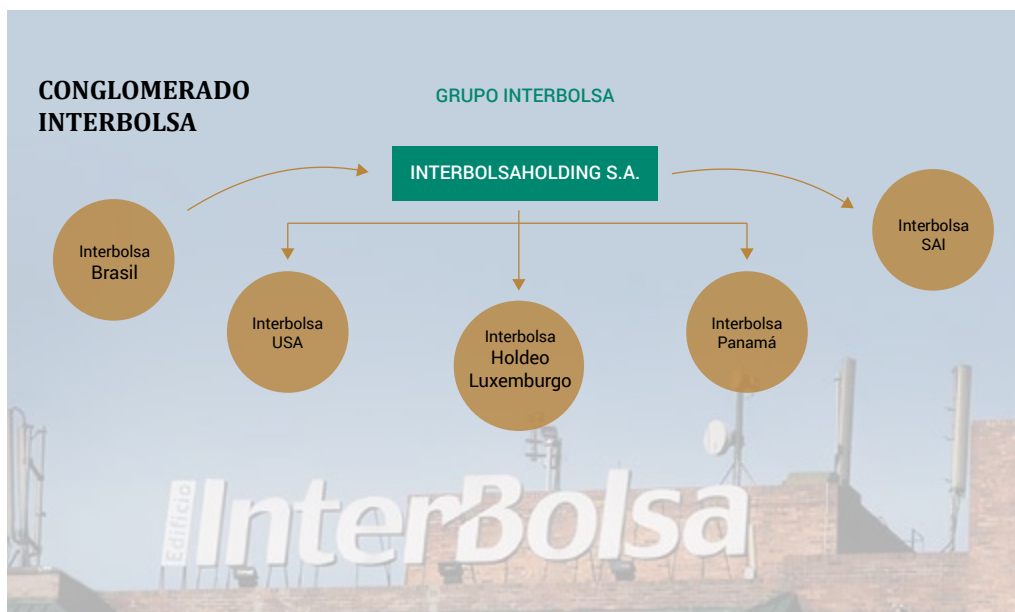 CONGLOMERADO
INTERBOLSA
GRUPO INTERBOLSA
INTERBOLSAHOLDING S.A.
Interbolsa
Brasil
Interbolsa
USA
Interbolsa
Holdeo
Luxemburgo
Interbolsa
Panamá
Interbolsa
SAI
Edificio
InterBolsa